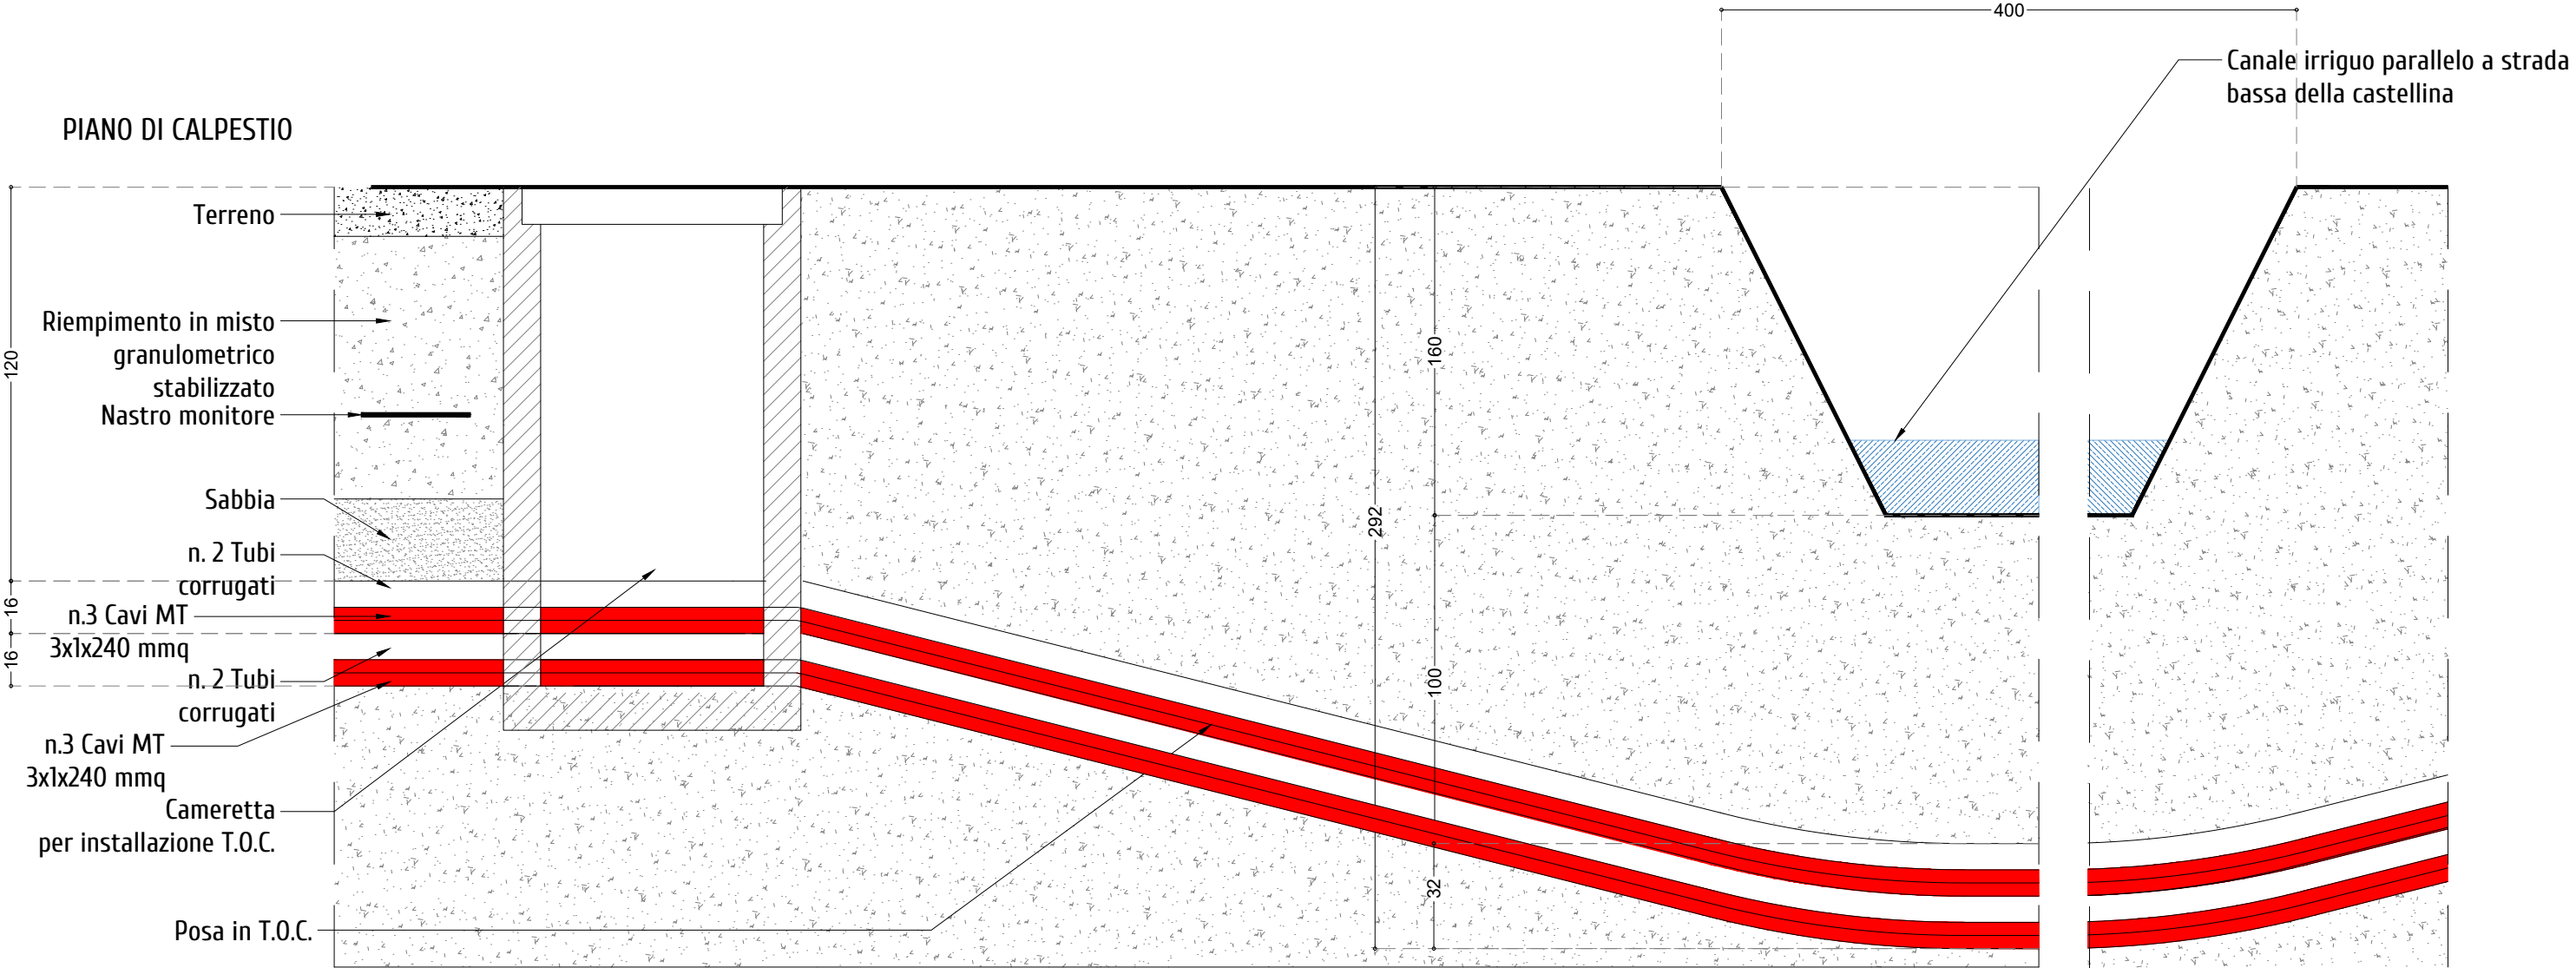 400
Canale irriguo parallelo a strada
bassa della castellina
PIANO DI CALPESTIO
Terreno
Riempimento in misto
granulometrico
stabilizzato
Nastro monitore
Sabbia
n. 2 Tubi
corrugati
n.3 Cavi MT
3x1x240 mmq
n. 2 Tubi
corrugati
n.3 Cavi MT
3x1x240 mmq
Cameretta
per installazione T.O.C.
Posa in T.O.C.
120
16
16
292
160
100
32